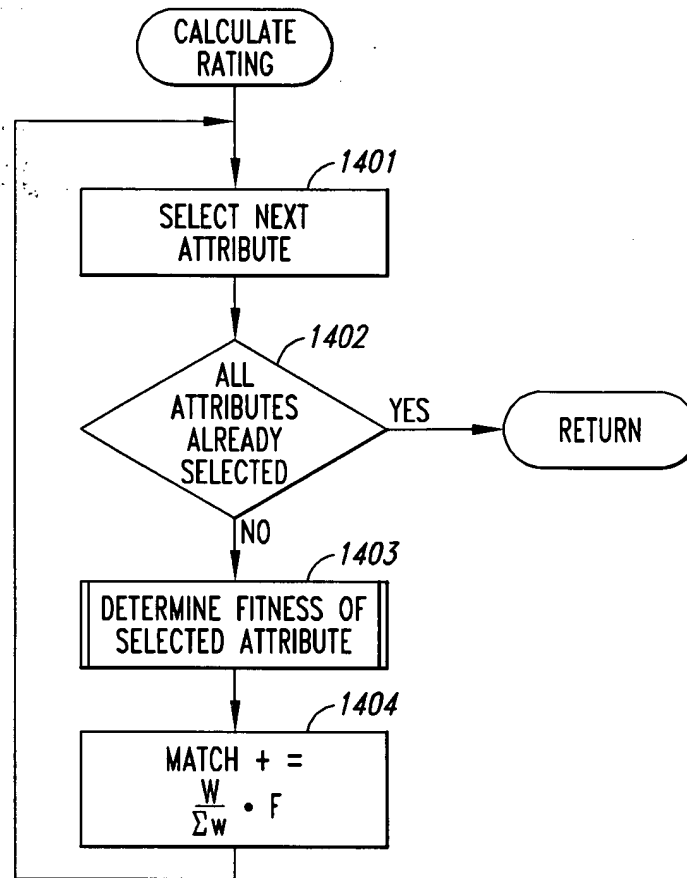 CALCULATE
RATING
1401
SELECT NEXT
ATTRIBUTE
1402
ALL
ATTRIBUTES
ALREADY
SELECTED
YES
RETURN
NO
1403
DETERMINE FITNESS OF
SELECTED ATTRIBUTE
1404
MATCH + =
W
Σw • F